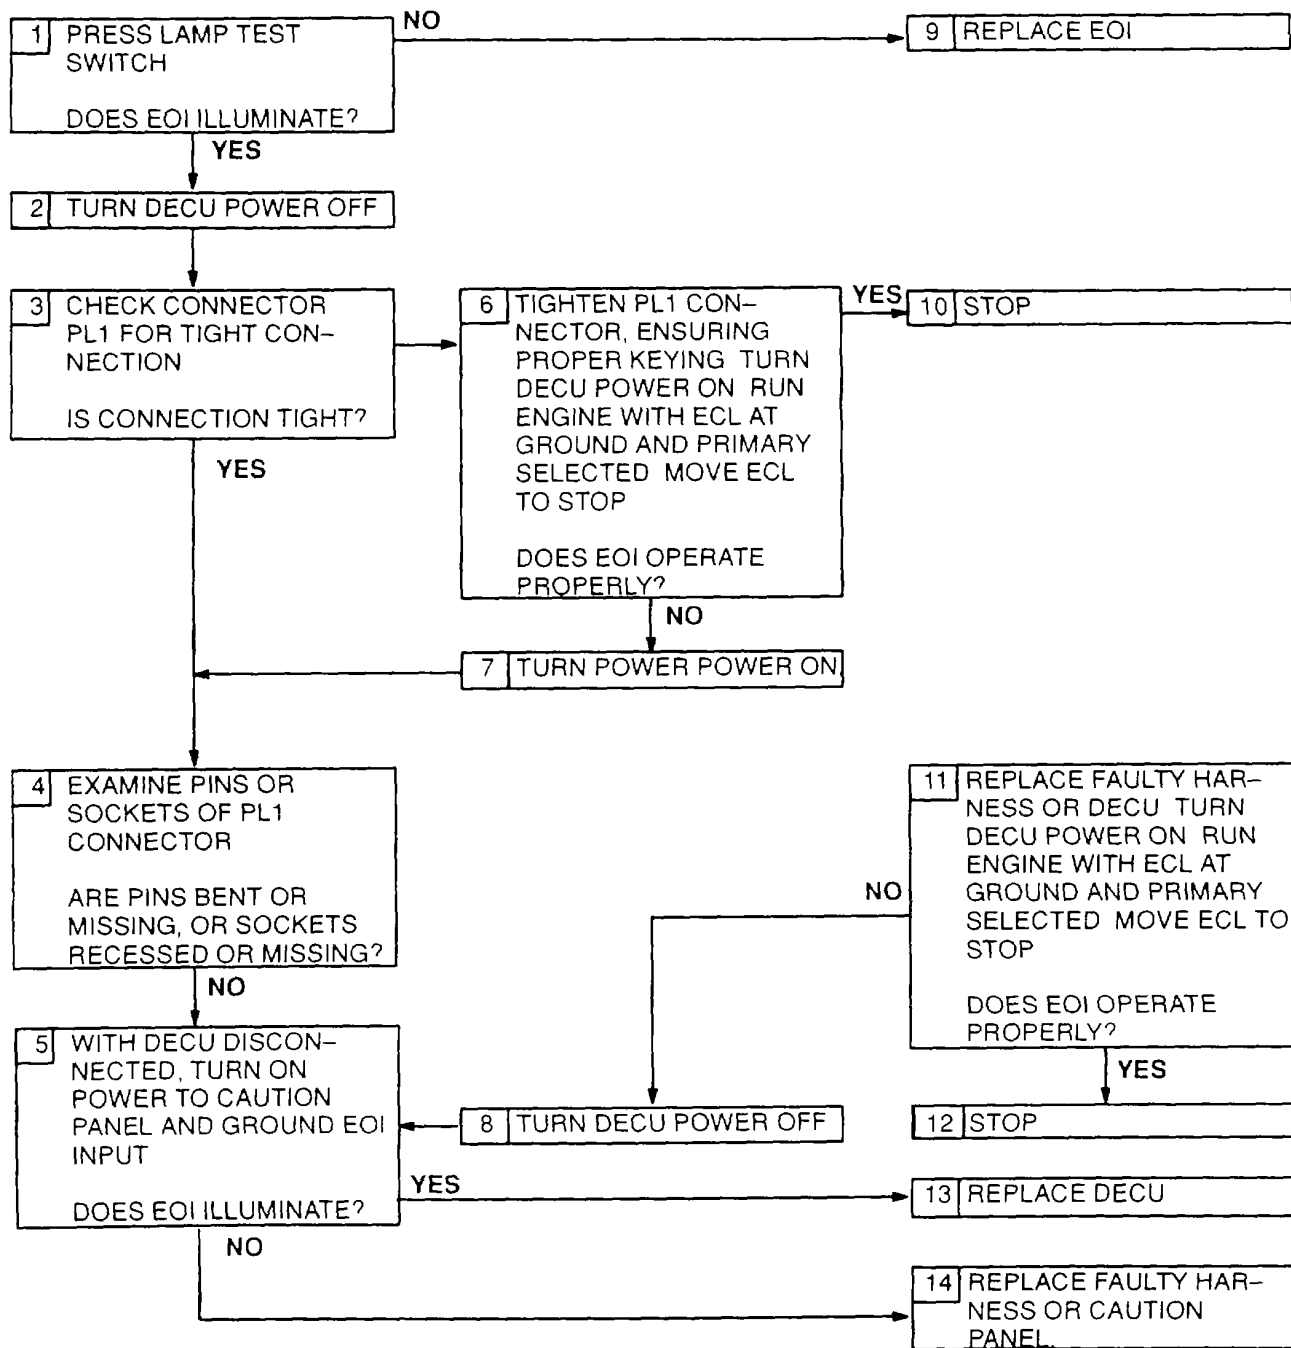 1 PRESS LAMP TEST
SWITCH
DOES EOI ILLUMINATE?
NO
9 REPLACE EOI
YES
2 TURN DECU POWER OFF
3 CHECK CONNECTOR
PL1 FOR TIGHT CON–
NECTION
IS CONNECTION TIGHT?
YES
6 TIGHTEN PL1 CON–
NECTOR, ENSURING
PROPER KEYING TURN
DECU POWER ON RUN
ENGINE WITH ECL AT
GROUND AND PRIMARY
SELECTED MOVE ECL
TO STOP
DOES EOI OPERATE
PROPERLY?
YES
10 STOP
NO
7 TURN POWER POWER ON
4 EXAMINE PINS OR
SOCKETS OF PL1
CONNECTOR
ARE PINS BENT OR
MISSING, OR SOCKETS
RECESSED OR MISSING?
NO
11 REPLACE FAULTY HAR–
NESS OR DECU TURN
DECU POWER ON RUN
ENGINE WITH ECL AT
GROUND AND PRIMARY
SELECTED MOVE ECL TO
STOP
DOES EOI OPERATE
PROPERLY?
NO
YES
12 STOP
5 WITH DECU DISCON–
NECTED, TURN ON
POWER TO CAUTION
PANEL AND GROUND EOI
INPUT
DOES EOI ILLUMINATE?
8 TURN DECU POWER OFF
YES
13 REPLACE DECU
NO
14 REPLACE FAULTY HAR–
NESS OR CAUTION
PANEL.